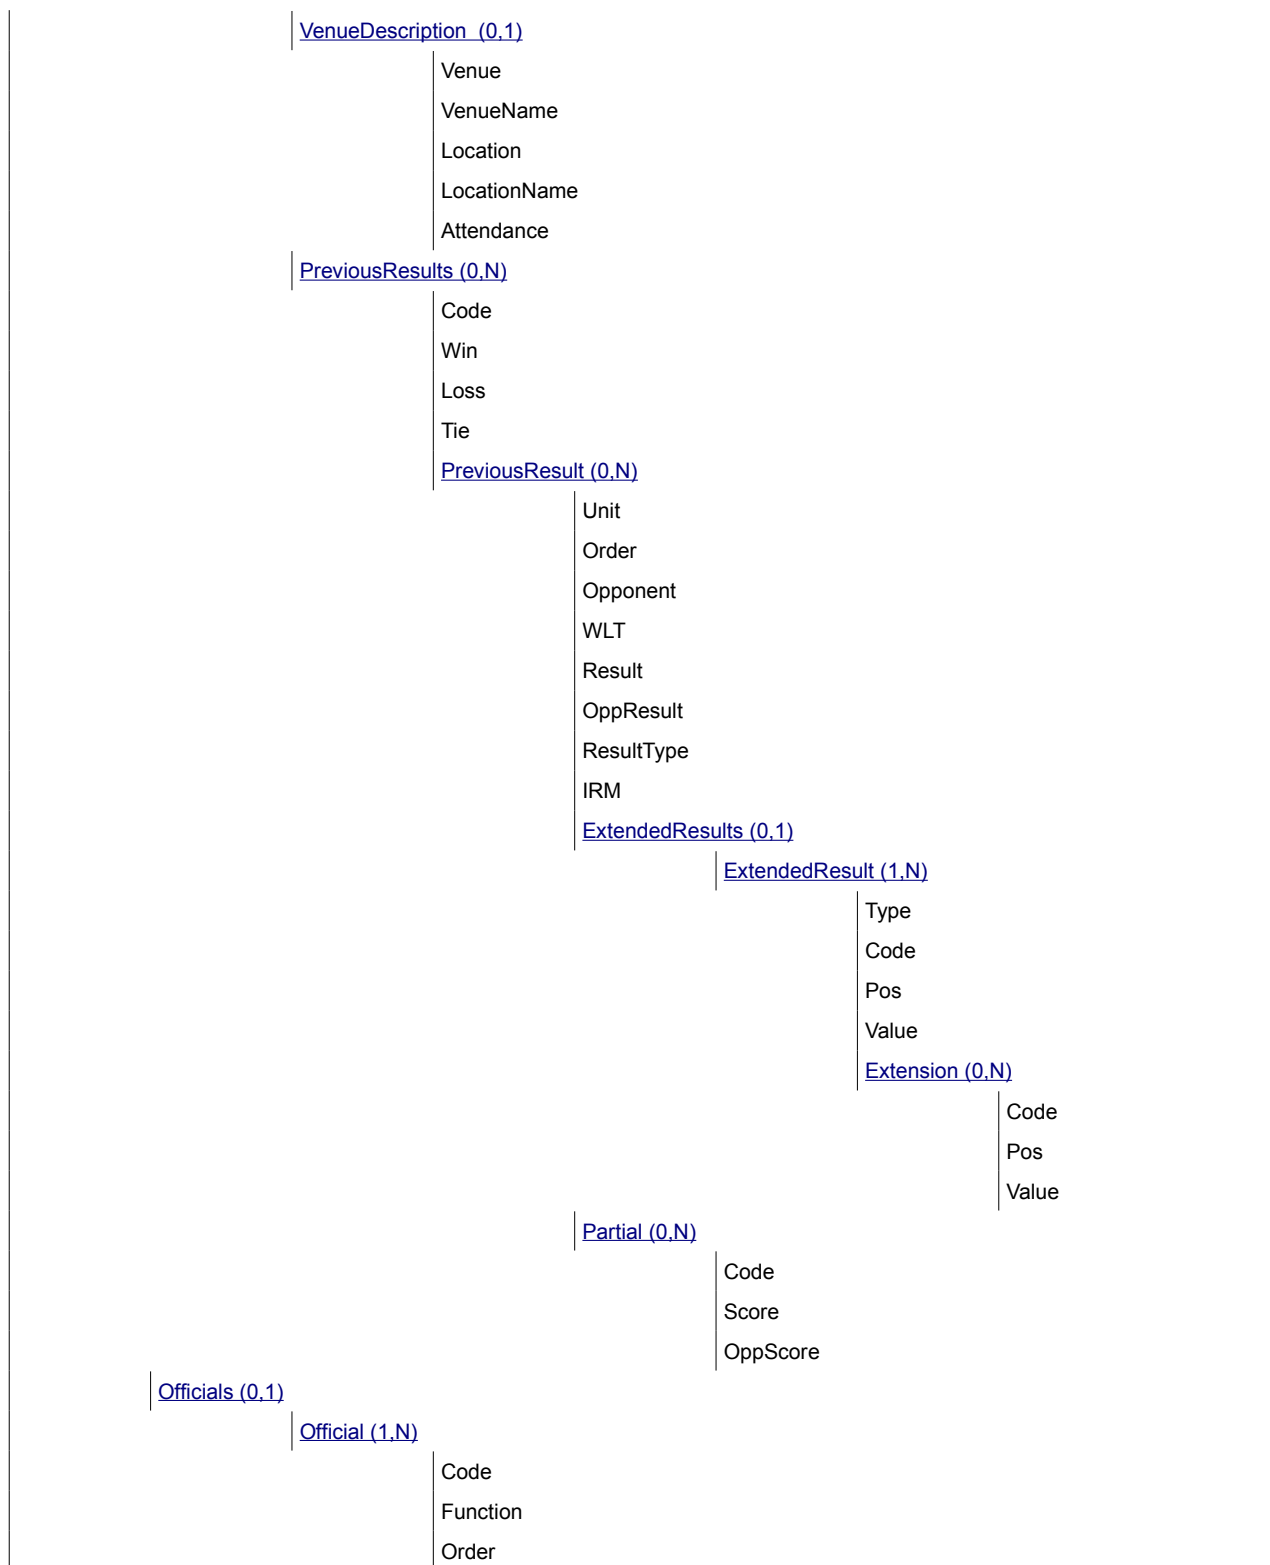 VenueDescription  (0,1)
Venue
VenueName
Location
LocationName
Attendance
PreviousResults (0,N)
Code
Win
Loss
Tie
PreviousResult (0,N)
Unit
Order
Opponent
WLT
Result
OppResult
ResultType
IRM
ExtendedResults (0,1)
ExtendedResult (1,N)
Type
Code
Pos
Value
Extension (0,N)
Code
Pos
Value
Partial (0,N)
Code
Score
OppScore
Officials (0,1)
Official (1,N)
Code
Function
Order